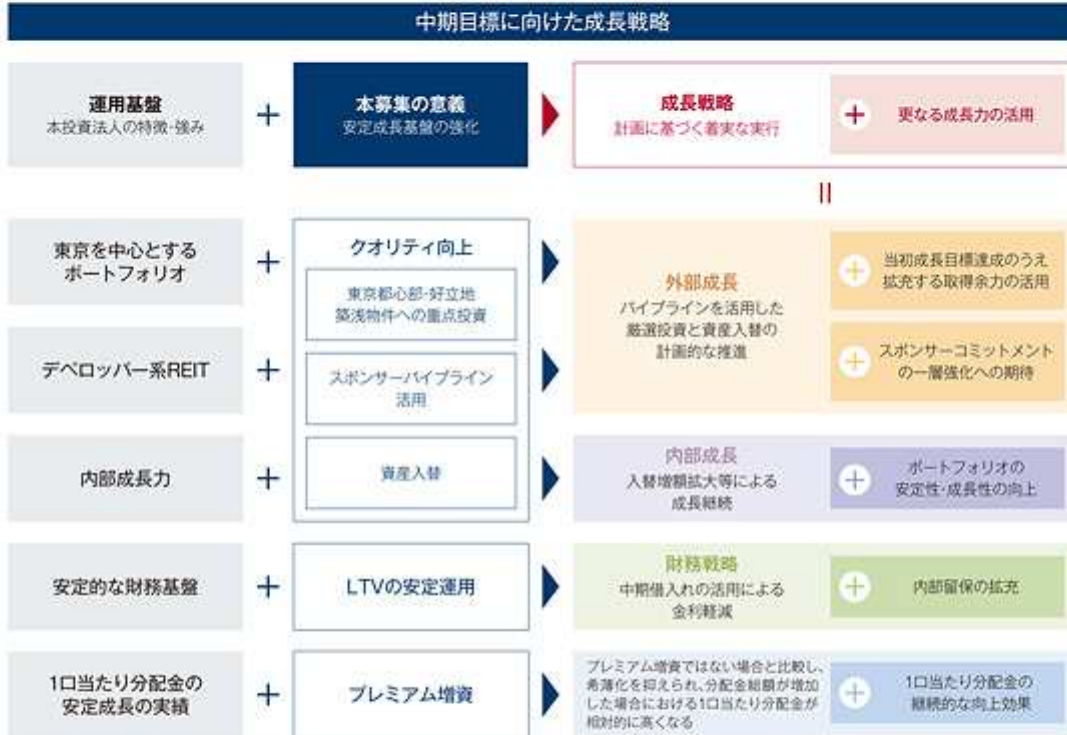 中期目標に向けた成長戦略
運用基盤
本投資法人の特徴・強み
+
本募集の意義
安定成長基盤の強化
成長戦略
計画に基づく着実な実行
+
更なる成長力の活用
=
東京を中心とする
ポートフォリオ
+
クオリティ向上
東京都心部・好立地
築浅物件への重点投資
スポンサーパイプライン
活用
資産入替
外部成長
パイプラインを活用した
厳選投資と資産入替の
計画的な推進
+
当初成長目標達成のうえ
拡充する取得余力の活用
+
スポンサーコミットメント
の一層強化への期待
デベロッパー系REIT
+
内部成長力
+
内部成長
入替増額拡大等による
成長継続
+
ポートフォリオの
安定性・成長性の向上
安定的な財務基盤
+
LTVの安定運用
財務戦略
中期借入れの活用による
金利軽減
+
内部留保の拡充
1口当たり分配金の
安定成長の実績
+
プレミアム増資
プレミアム増資ではない場合と比較し、
希薄化を抑えられ、分配金総額が増加
した場合における1口当たり分配金が
相対的に高くなる
+
1口当たり分配金の
継続的な向上効果